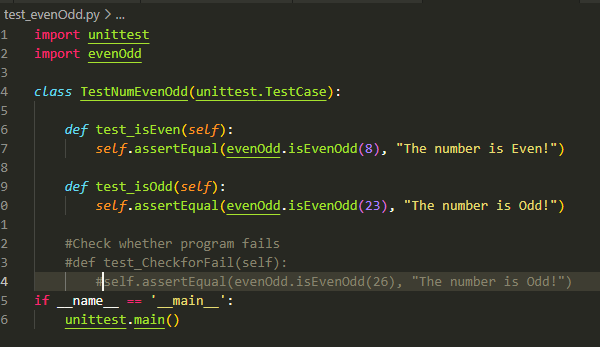 test_evenOdd.py > ...
1 import unittest
2 import evenOdd
3
4 class TestNumEvenOdd(unittest.TestCase):
5
6     def test_isEven(self):
7         self.assertEqual(evenOdd.isEvenOdd(8), "The number is Even!")
8
9     def test_isOdd(self):
0         self.assertEqual(evenOdd.isEvenOdd(23), "The number is Odd!")
1
2     #Check whether program fails
3     #def test_CheckforFail(self):
4         #self.assertEqual(evenOdd.isEvenOdd(26), "The number is Odd!")
5 if __name__ == '__main__':
6     unittest.main()